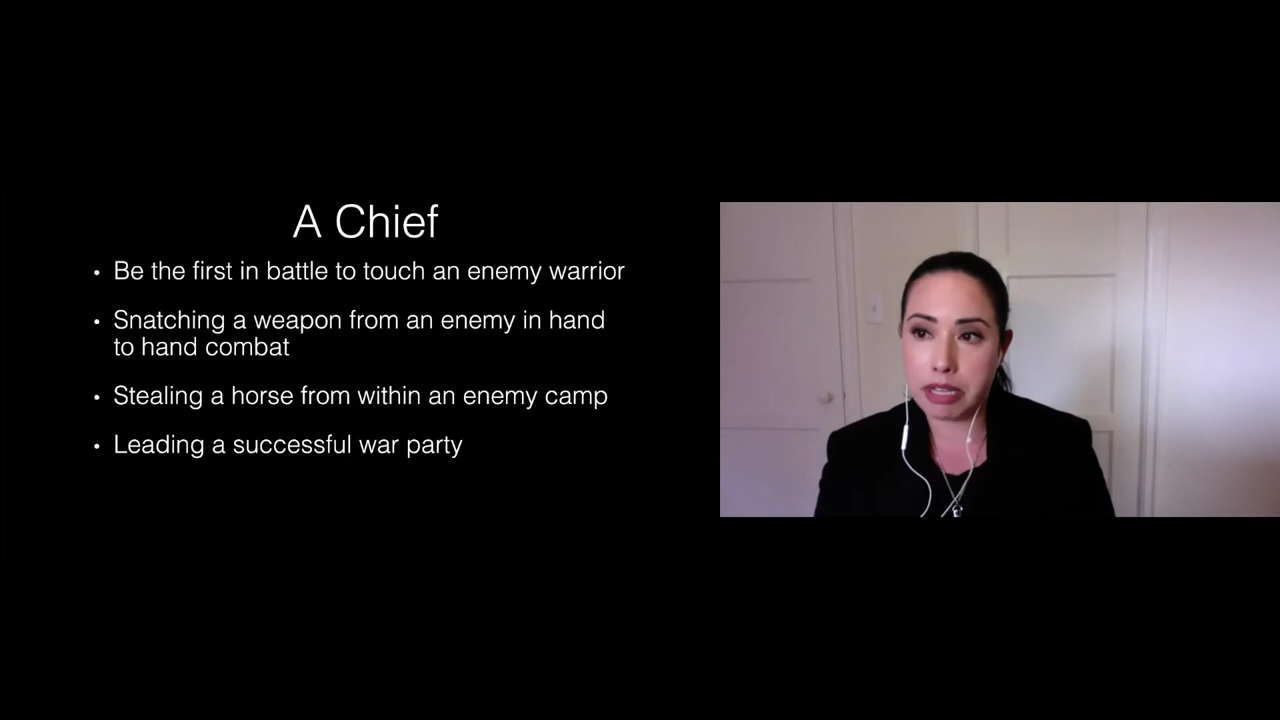 A Chief
• Be the first in battle to touch an enemy warrior
• Snatching a weapon from an enemy in hand
to hand combat
• Stealing a horse from within an enemy camp
• Leading a successful war party